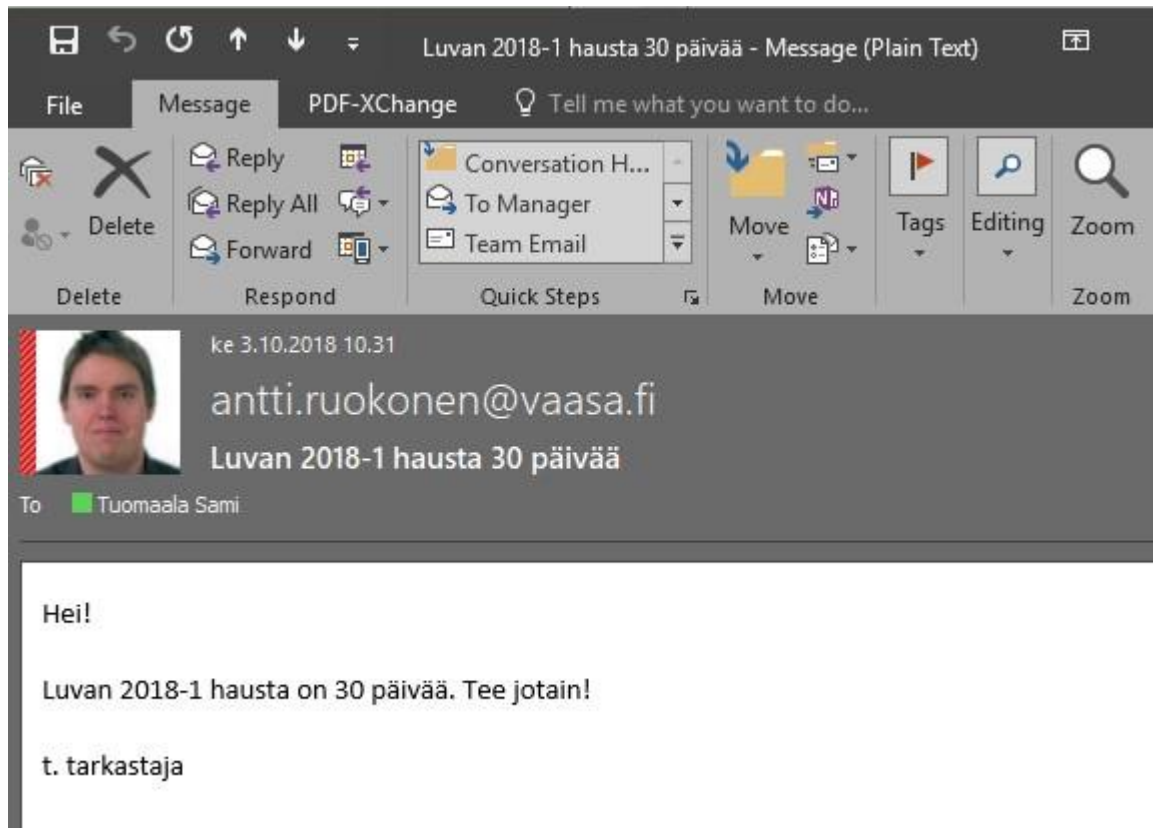 Luvan 2018-1 hausta 30 päivää - Message (Plain Text)
File Message PDF-XChange Tell me what you want to do...
Reply Conversation H...
Delete Reply All To Manager Move Tags Editing Zoom
Forward Team Email
Delete Respond Quick Steps Move Zoom
ke 3.10.2018 10.31
antti.ruokonen@vaasa.fi
Luvan 2018-1 hausta 30 päivää
To Tuomaala Sami
Hei!
Luvan 2018-1 hausta on 30 päivää. Tee jotain!
t. tarkastaja